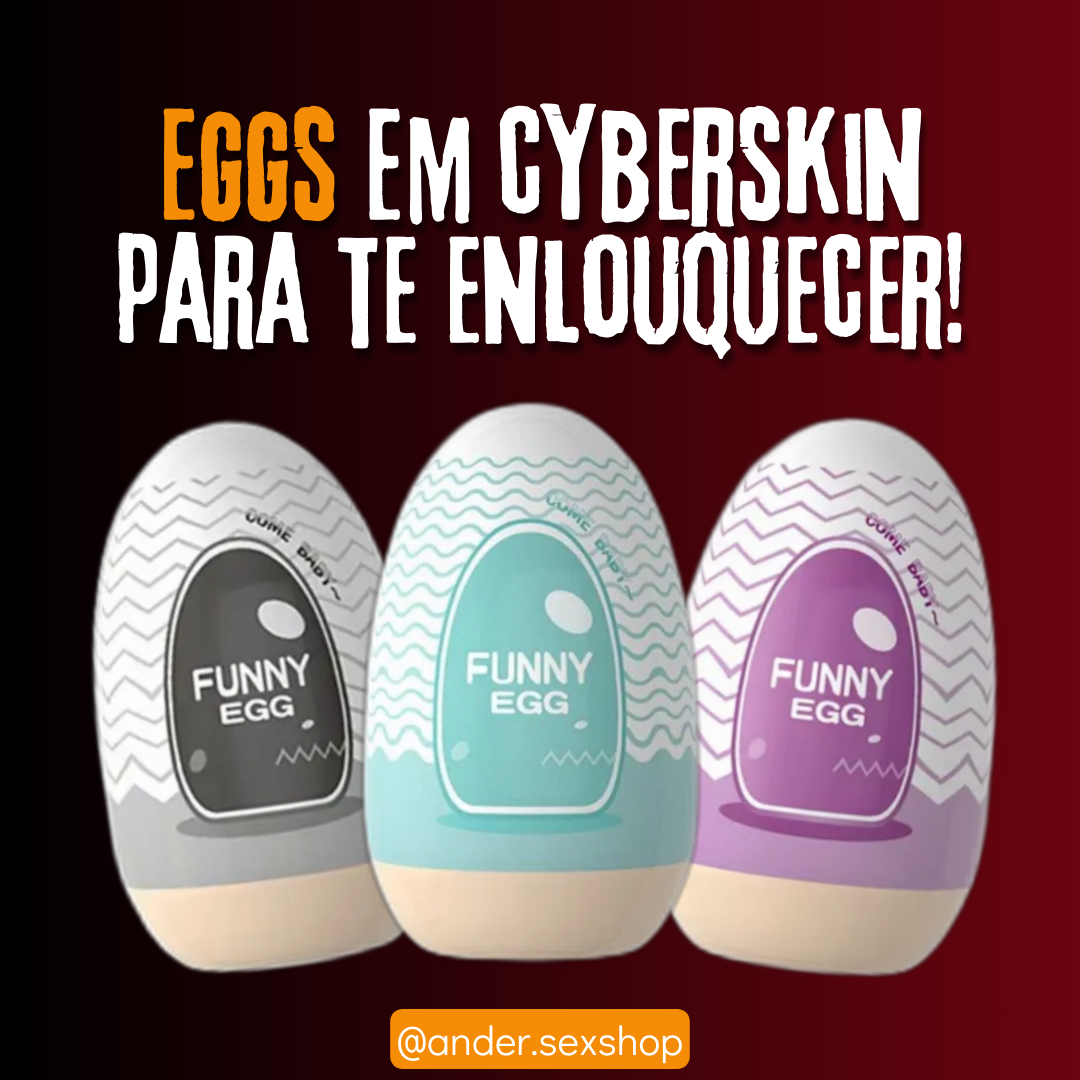 EGGS EM CYBERSKIN
PARA TE ENLOUQUECER!
COME BABY~
FUNNY
EGG
COME BABY~
FUNNY
EGG
COME BABY~
FUNNY
EGG
@ander.sexshop